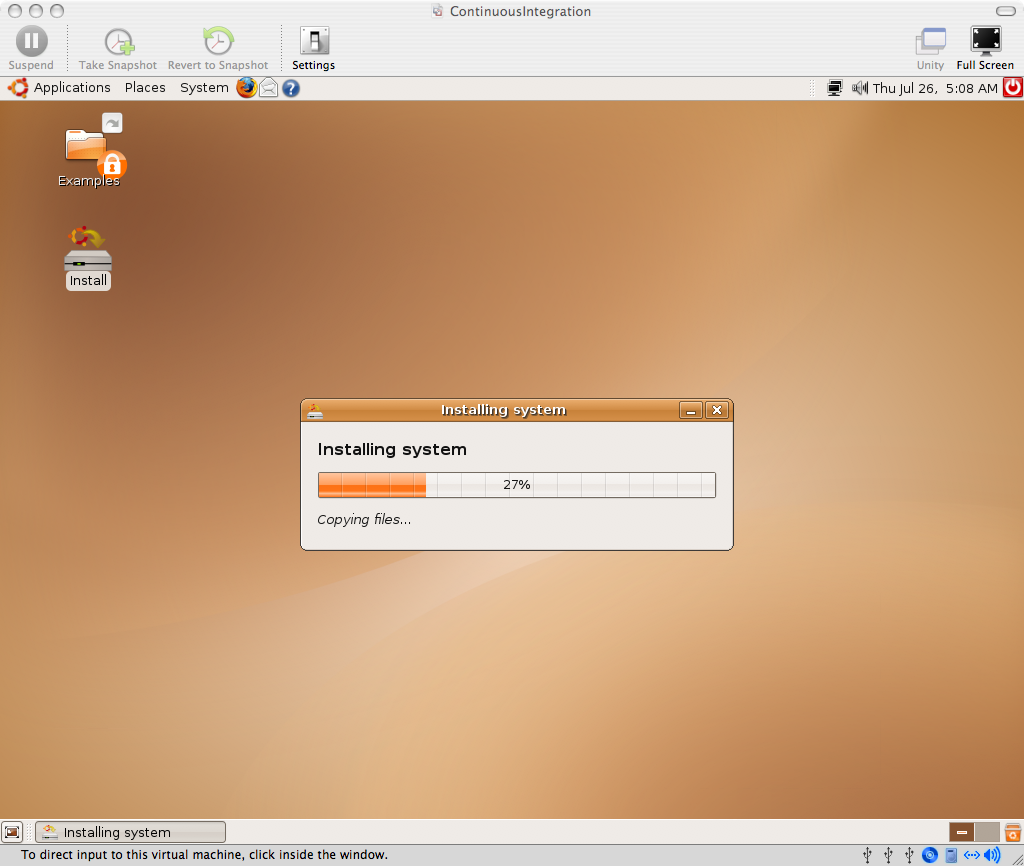 ContinuousIntegration
Suspend Take Snapshot Revert to Snapshot Settings Unity Full Screen
Applications Places System Thu Jul 26, 5:08 AM
Examples
Install
Installing system
Installing system
27%
Copying files...
Installing system
To direct input to this virtual machine, click inside the window.